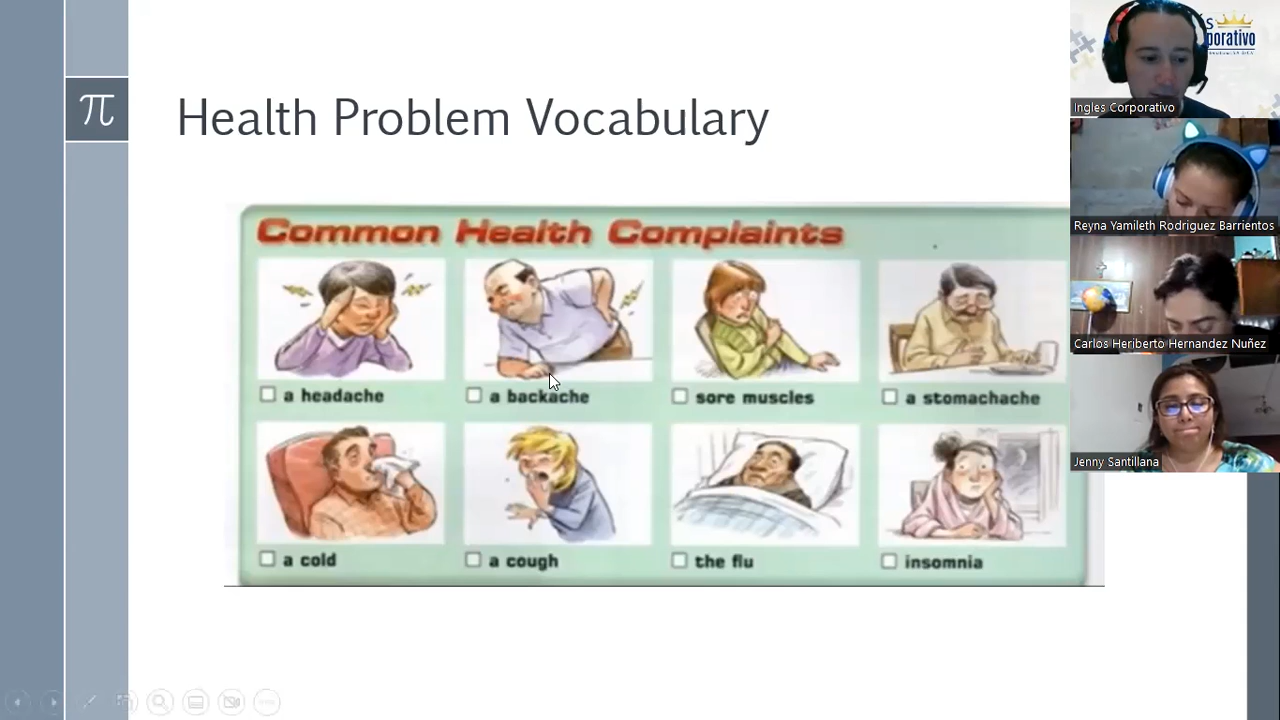 π
Health Problem Vocabulary
Common Health Complaints
a headache
a backache
sore muscles
a stomachache
a cold
a cough
the flu
insomnia
porativo
Ingles Corporativo
Reyna Yamileth Rodriguez Barrientos
Carlos Heriberto Hernandez Nuñez
Jenny Santillana